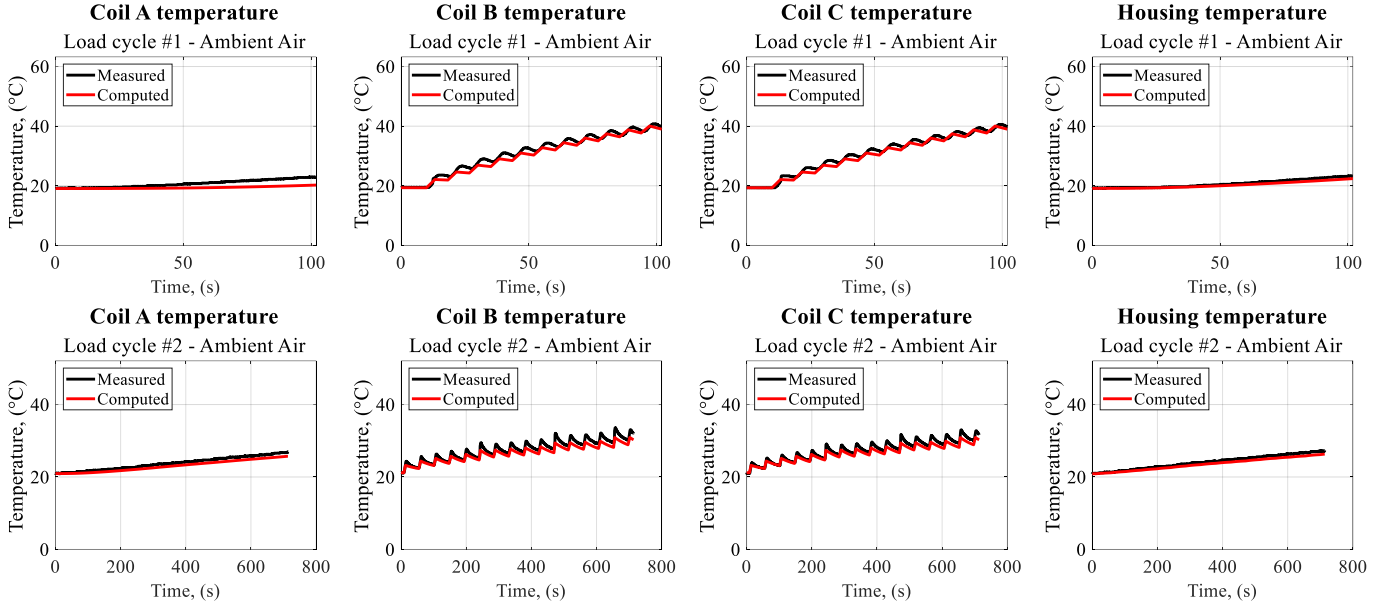 Coil A temperature
Load cycle #1 - Ambient Air
Temperature, (°C)
60
40
20
0
Measured
Computed
0
50
100
Time, (s)
Coil B temperature
Load cycle #1 - Ambient Air
Temperature, (°C)
60
40
20
0
Measured
Computed
0
50
100
Time, (s)
Coil C temperature
Load cycle #1 - Ambient Air
Temperature, (°C)
60
40
20
0
Measured
Computed
0
50
100
Time, (s)
Housing temperature
Load cycle #1 - Ambient Air
Temperature, (°C)
60
40
20
0
Measured
Computed
0
50
100
Time, (s)
Coil A temperature
Load cycle #2 - Ambient Air
Temperature, (°C)
40
20
0
Measured
Computed
0
200
400
600
800
Time, (s)
Coil B temperature
Load cycle #2 - Ambient Air
Temperature, (°C)
40
20
0
Measured
Computed
0
200
400
600
800
Time, (s)
Coil C temperature
Load cycle #2 - Ambient Air
Temperature, (°C)
40
20
0
Measured
Computed
0
200
400
600
800
Time, (s)
Housing temperature
Load cycle #2 - Ambient Air
Temperature, (°C)
40
20
0
Measured
Computed
0
200
400
600
800
Time, (s)